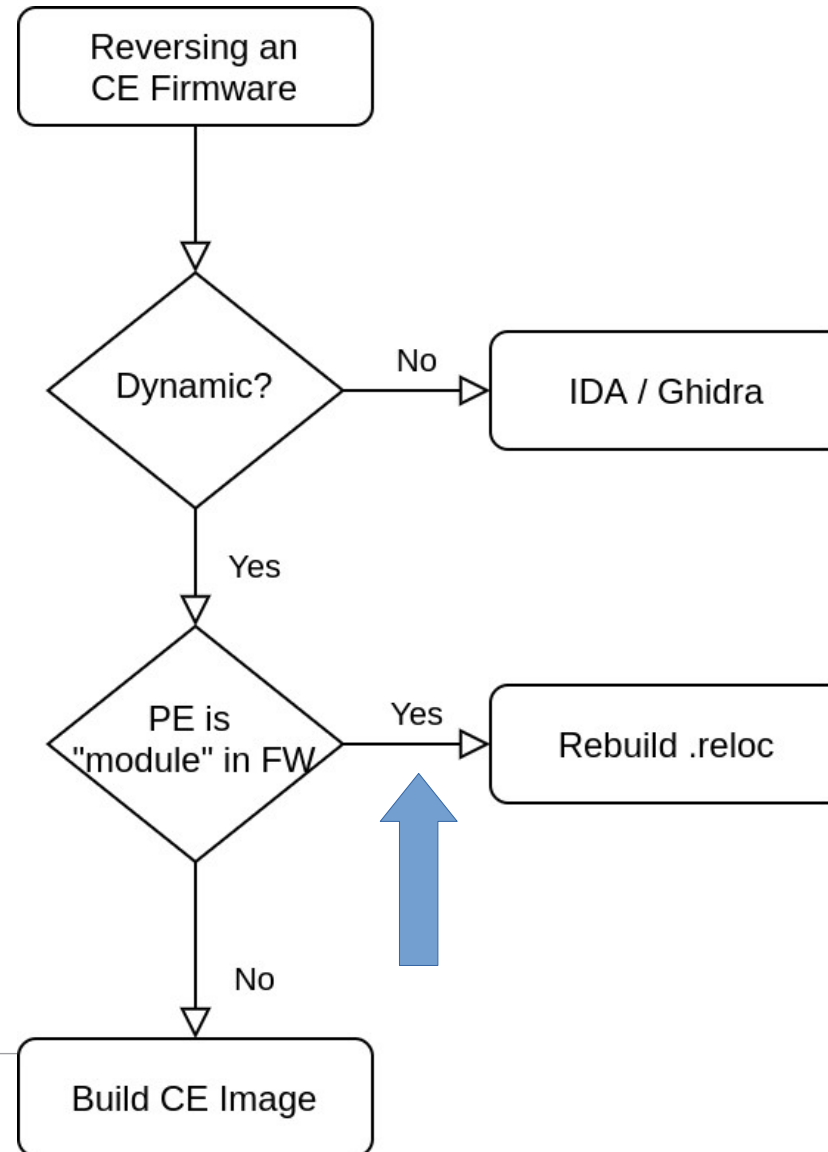 Reversing an
CE Firmware
Dynamic?
No
IDA / Ghidra
Yes
PE is
"module" in FW
Yes
Rebuild .reloc
No
Build CE Image